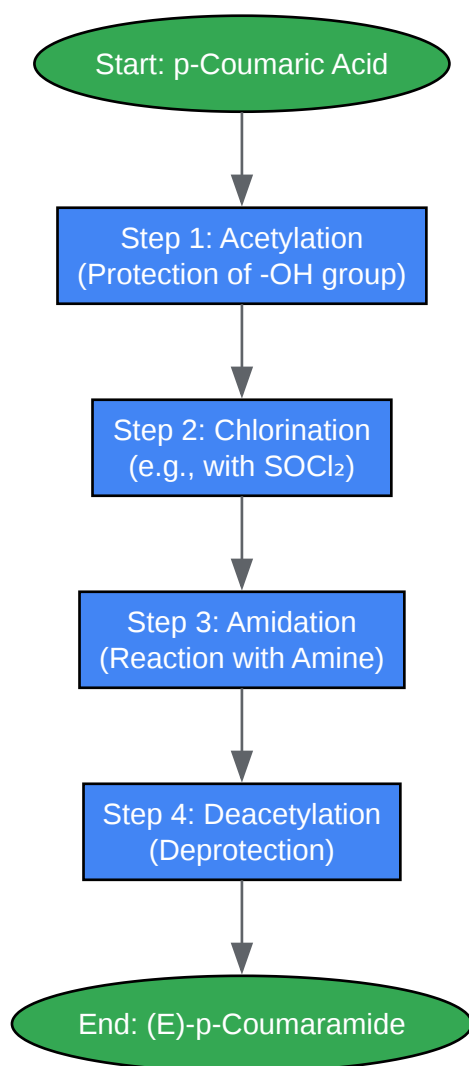 Start: p-Coumaric Acid
Step 1: Acetylation
(Protection of -OH group)
Step 2: Chlorination
(e.g., with SOCl₂)
Step 3: Amidation
(Reaction with Amine)
Step 4: Deacetylation
(Deprotection)
End: (E)-p-Coumaramide